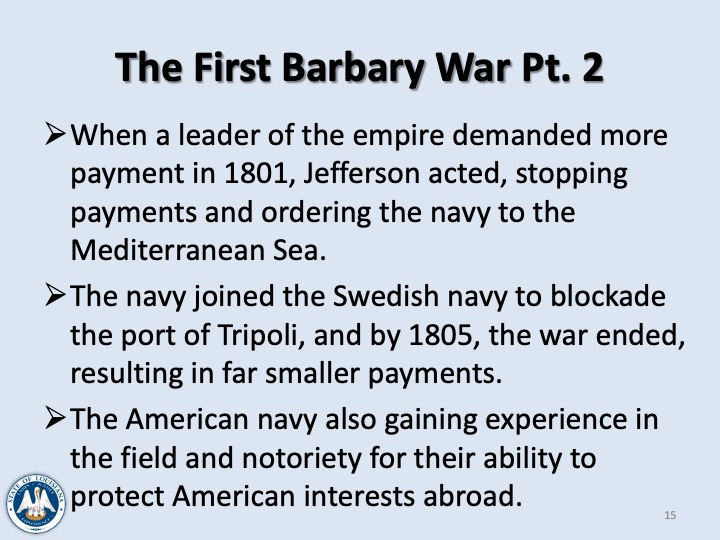 The First Barbary War Pt. 2
➢When a leader of the empire demanded more
payment in 1801, Jefferson acted, stopping
payments and ordering the navy to the
Mediterranean Sea.
➢The navy joined the Swedish navy to blockade
the port of Tripoli, and by 1805, the war ended,
resulting in far smaller payments.
➢The American navy also gaining experience in
the field and notoriety for their ability to
protect American interests abroad.
STATE OF LOUISIANA
15